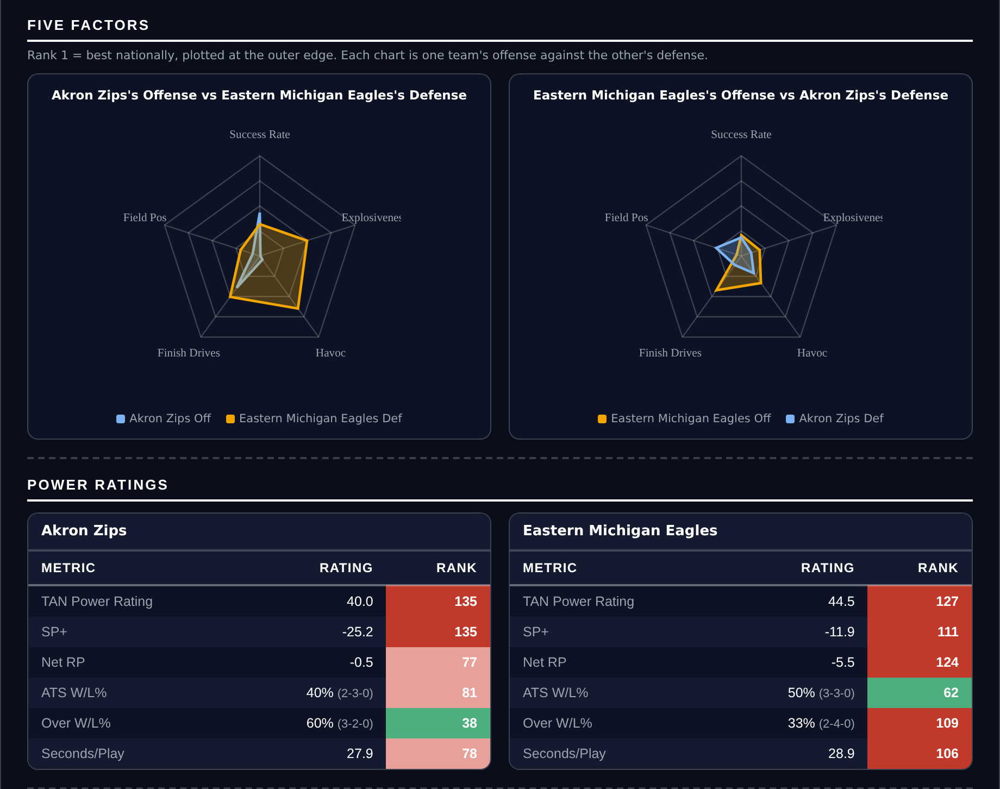 FIVE FACTORS
Rank 1 = best nationally, plotted at the outer edge. Each chart is one team's offense against the other's defense.
Akron Zips's Offense vs Eastern Michigan Eagles's Defense
Success Rate
Field Pos
Explosivenes
Finish Drives
Havoc
Akron Zips Off Eastern Michigan Eagles Def
Eastern Michigan Eagles's Offense vs Akron Zips's Defense
Success Rate
Field Pos
Explosivenes
Finish Drives
Havoc
Eastern Michigan Eagles Off Akron Zips Def
POWER RATINGS
Akron Zips
METRIC RATING RANK
TAN Power Rating 40.0 135
SP+ -25.2 135
Net RP -0.5 77
ATS W/L% 40% (2-3-0) 81
Over W/L% 60% (3-2-0) 38
Seconds/Play 27.9 78
Eastern Michigan Eagles
METRIC RATING RANK
TAN Power Rating 44.5 127
SP+ -11.9 111
Net RP -5.5 124
ATS W/L% 50% (3-3-0) 62
Over W/L% 33% (2-4-0) 109
Seconds/Play 28.9 106